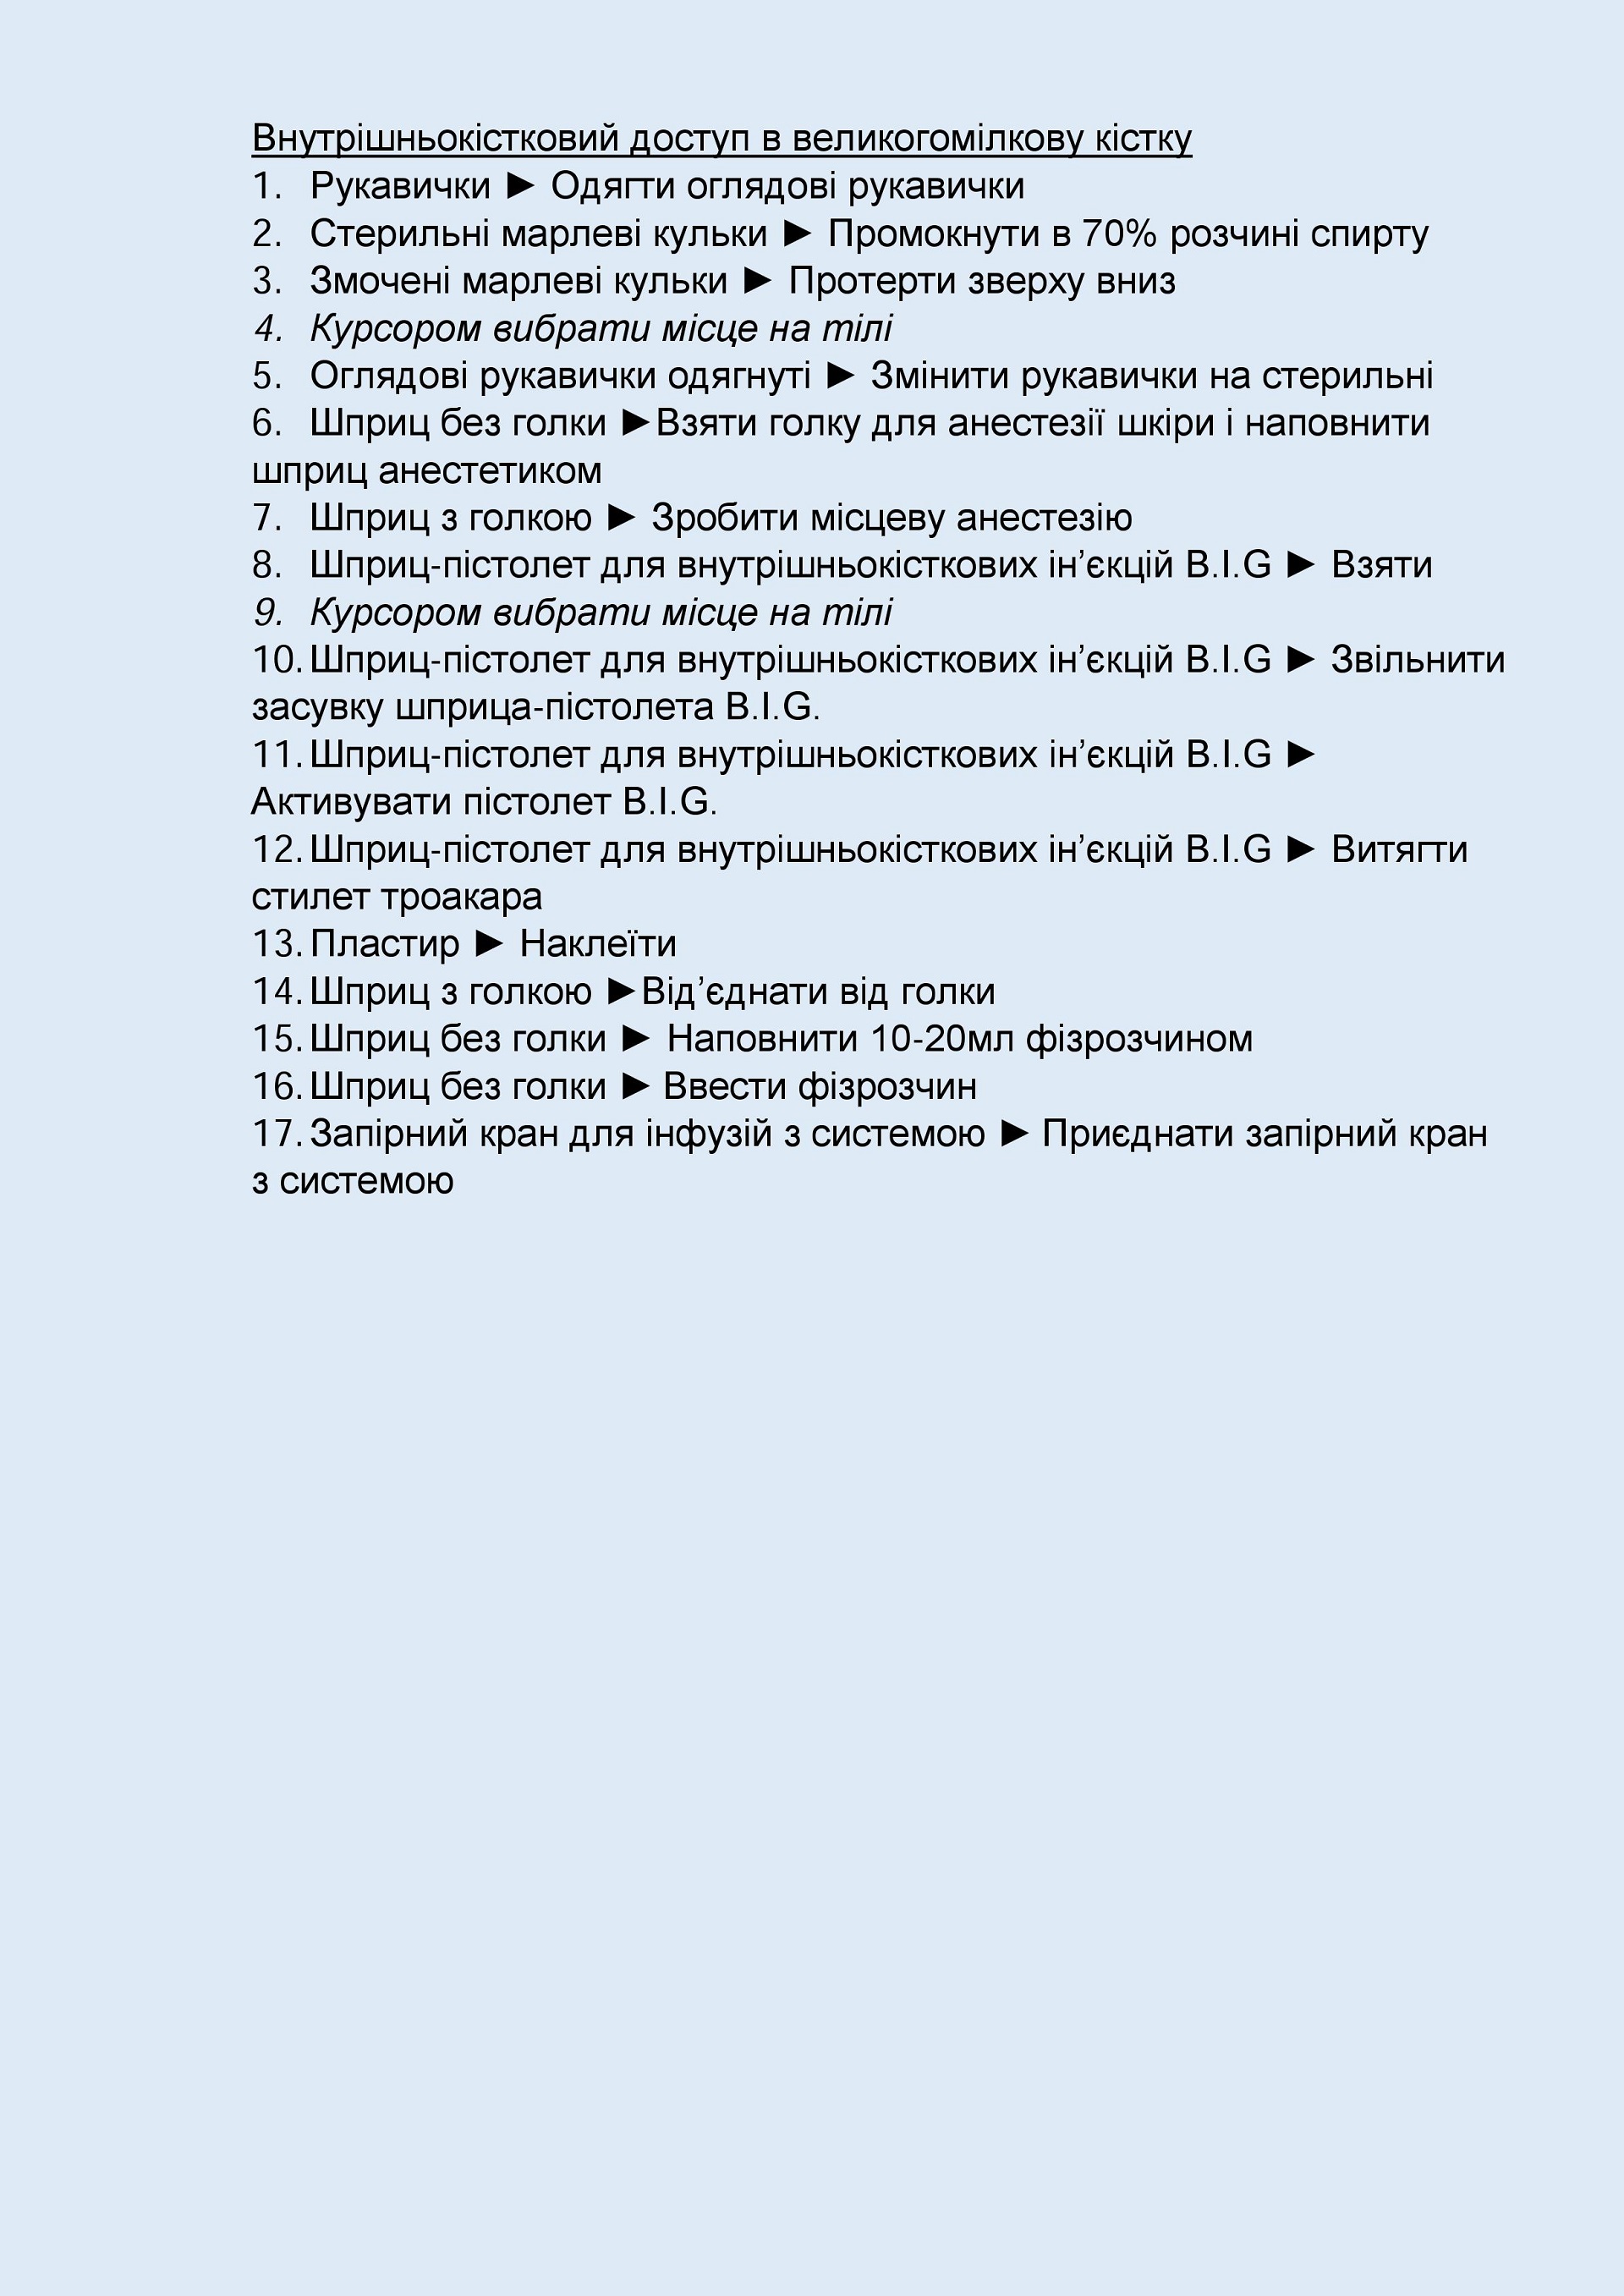 Внутрішньокістковий доступ в великогомілкову кістку
1. Рукавички ► Одягти оглядові рукавички
2. Стерильні марлеві кульки ► Промокнути в 70% розчині спирту
3. Змочені марлеві кульки ► Протерти зверху вниз
4. Курсором вибрати місце на тілі
5. Оглядові рукавички одягнуті ► Змінити рукавички на стерильні
6. Шприц без голки ►Взяти голку для анестезії шкіри і наповнити
шприц анестетиком
7. Шприц з голкою ► Зробити місцеву анестезію
8. Шприц-пістолет для внутрішньокісткових ін’єкцій B.I.G ► Взяти
9. Курсором вибрати місце на тілі
10. Шприц-пістолет для внутрішньокісткових ін’єкцій B.I.G ► Звільнити
засувку шприца-пістолета B.I.G.
11. Шприц-пістолет для внутрішньокісткових ін’єкцій B.I.G ►
Активувати пістолет B.I.G.
12. Шприц-пістолет для внутрішньокісткових ін’єкцій B.I.G ► Витягти
стилет троакара
13. Пластир ► Наклеїти
14. Шприц з голкою ►Від’єднати від голки
15. Шприц без голки ► Наповнити 10-20мл фізрозчином
16. Шприц без голки ► Ввести фізрозчин
17. Запірний кран для інфузій з системою ► Приєднати запірний кран
з системою